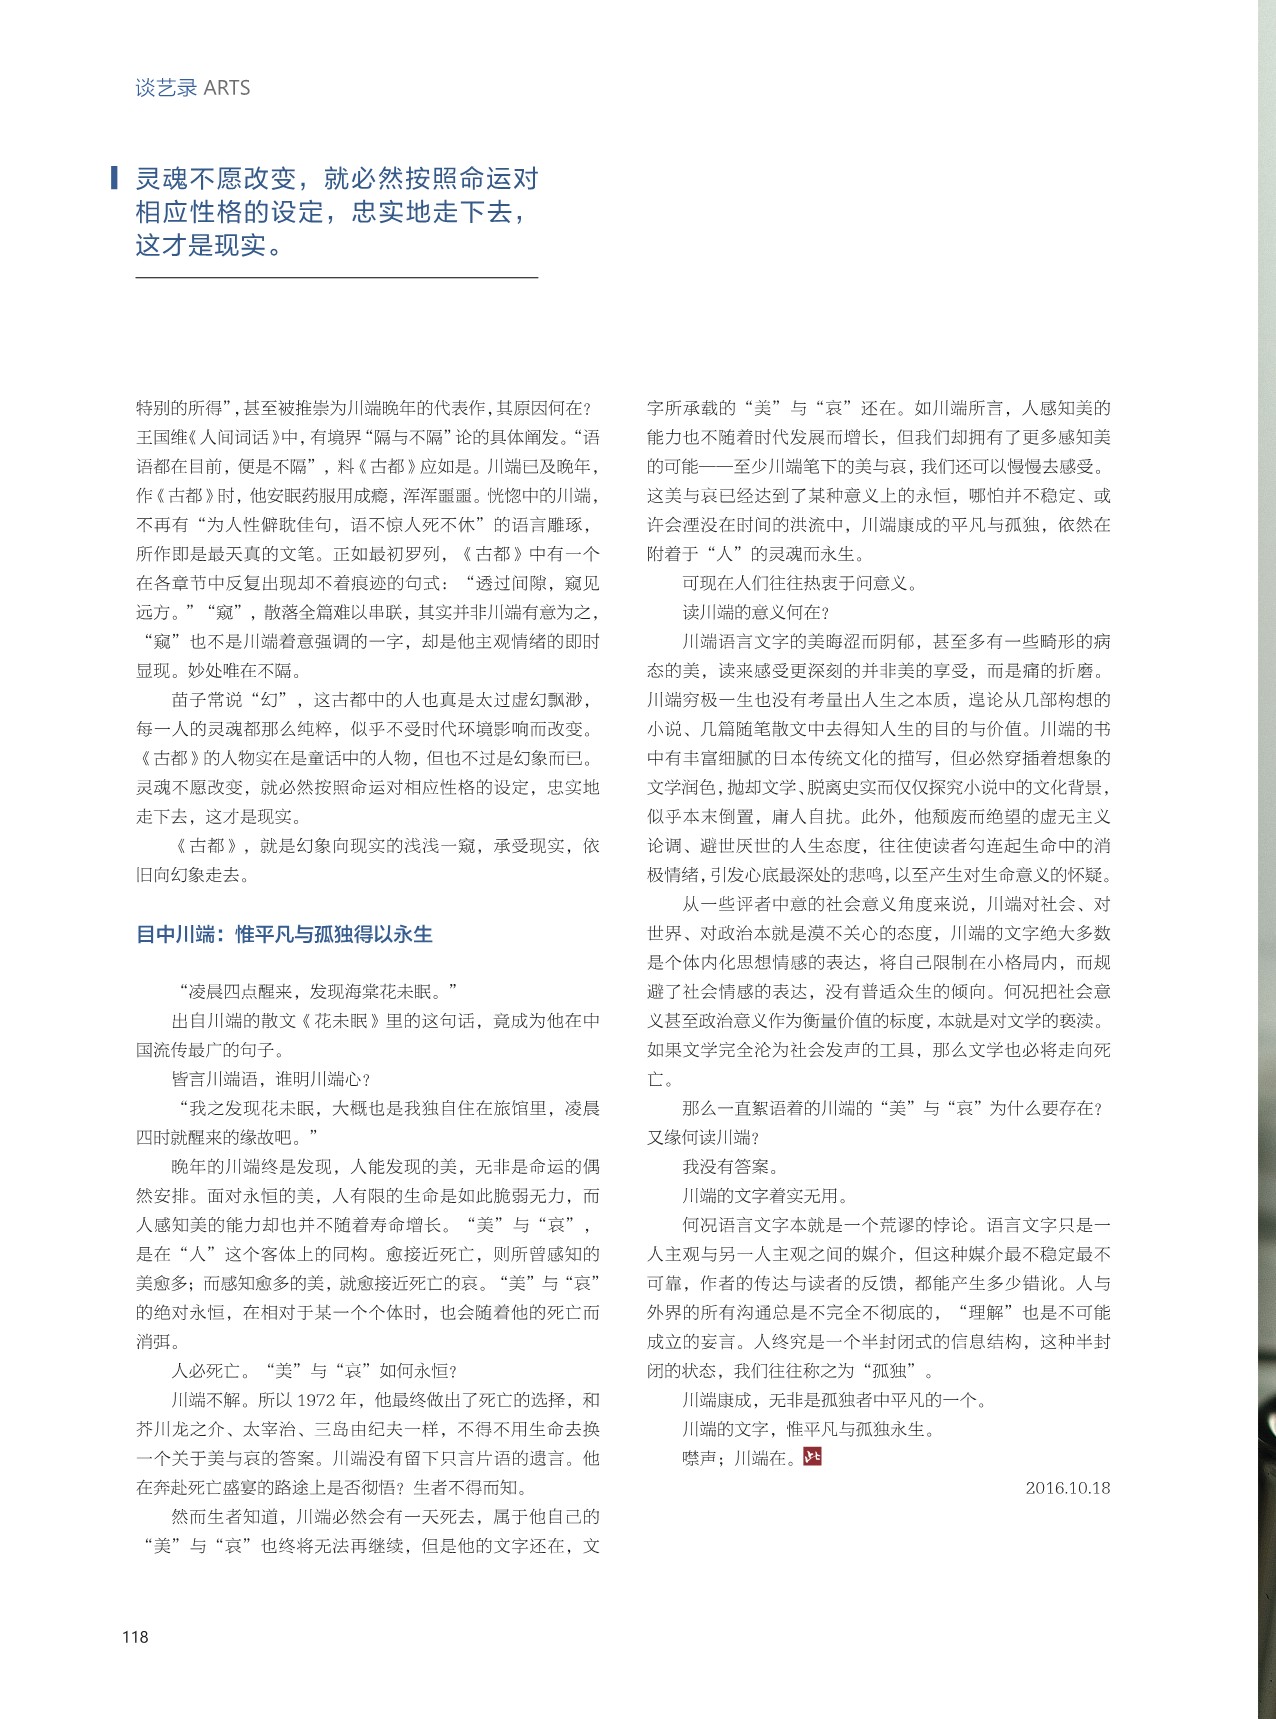 谈艺录 ARTS
灵魂不愿改变，就必然按照命运对
相应性格的设定，忠实地走下去，
这才是现实。
特别的所得”，甚至被推崇为川端晚年的代表作，其原因何在？
王国维《人间词话》中，有境界“隔与不隔”论的具体阐发。“语
语都在目前，便是不隔”，料《古都》应如是。川端已及晚年，
作《古都》时，他安眠药服用成瘾，浑浑噩噩。恍惚中的川端，
不再有“为人性僻耽佳句，语不惊人死不休”的语言雕琢，
所作即是最天真的文笔。正如最初罗列，《古都》中有一个
在各章节中反复出现却不着痕迹的句式：“透过间隙，窥见
远方。”“窥”，散落全篇难以串联，其实并非川端有意为之，
“窥”也不是川端着意强调的一字，却是他主观情绪的即时
显现。妙处唯在不隔。
苗子常说“幻”，这古都中的人也真是太过虚幻飘渺，
每一人的灵魂都那么纯粹，似乎不受时代环境影响而改变。
《古都》的人物实在是童话中的人物，但也不过是幻象而已。
灵魂不愿改变，就必然按照命运对相应性格的设定，忠实地
走下去，这才是现实。
《古都》，就是幻象向现实的浅浅一窥，承受现实，依
旧向幻象走去。
目中川端：惟平凡与孤独得以永生
“凌晨四点醒来，发现海棠花未眠。”
出自川端的散文《花未眠》里的这句话，竟成为他在中
国流传最广的句子。
皆言川端语，谁明川端心？
“我之发现花未眠，大概也是我独自住在旅馆里，凌晨
四时就醒来的缘故吧。”
晚年的川端终是发现，人能发现的美，无非是命运的偶
然安排。面对永恒的美，人有限的生命是如此脆弱无力，而
人感知美的能力却也并不随着寿命增长。“美”与“哀”，
是在“人”这个客体上的同构。愈接近死亡，则所曾感知的
美愈多；而感知愈多的美，就愈接近死亡的哀。“美”与“哀”
的绝对永恒，在相对于某一个个体时，也会随着他的死亡而
消弭。
人必死亡。“美”与“哀”如何永恒？
川端不解。所以 1972 年，他最终做出了死亡的选择，和
芥川龙之介、太宰治、三岛由纪夫一样，不得不用生命去换
一个关于美与哀的答案。川端没有留下只言片语的遗言。他
在奔赴死亡盛宴的路途上是否彻悟？生者不得而知。
然而生者知道，川端必然会有一天死去，属于他自己的
“美”与“哀”也终将无法再继续，但是他的文字还在，文
字所承载的“美”与“哀”还在。如川端所言，人感知美的
能力也不随着时代发展而增长，但我们却拥有了更多感知美
的可能——至少川端笔下的美与哀，我们还可以慢慢去感受。
这美与哀已经达到了某种意义上的永恒，哪怕并不稳定、或
许会湮没在时间的洪流中，川端康成的平凡与孤独，依然在
附着于“人”的灵魂而永生。
可现在人们往往热衷于问意义。
读川端的意义何在？
川端语言文字的美晦涩而阴郁，甚至多有一些畸形的病
态的美，读来感受更深刻的并非美的享受，而是痛的折磨。
川端穷极一生也没有考量出人生之本质，遑论从几部构想的
小说、几篇随笔散文中去得知人生的目的与价值。川端的书
中有丰富细腻的日本传统文化的描写，但必然穿插着想象的
文学润色，抛却文学、脱离史实而仅仅探究小说中的文化背景，
似乎本末倒置，庸人自扰。此外，他颓废而绝望的虚无主义
论调、避世厌世的人生态度，往往使读者勾连起生命中的消
极情绪，引发心底最深处的悲鸣，以至产生对生命意义的怀疑。
从一些评者中意的社会意义角度来说，川端对社会、对
世界、对政治本就是漠不关心的态度，川端的文字绝大多数
是个体内化思想情感的表达，将自己限制在小格局内，而规
避了社会情感的表达，没有普适众生的倾向。何况把社会意
义甚至政治意义作为衡量价值的标度，本就是对文学的亵渎。
如果文学完全沦为社会发声的工具，那么文学也必将走向死
亡。
那么一直絮语着的川端的“美”与“哀”为什么要存在？
又缘何读川端？
我没有答案。
川端的文字着实无用。
何况语言文字本就是一个荒谬的悖论。语言文字只是一
人主观与另一人主观之间的媒介，但这种媒介最不稳定最不
可靠，作者的传达与读者的反馈，都能产生多少错讹。人与
外界的所有沟通总是不完全不彻底的，“理解”也是不可能
成立的妄言。人终究是一个半封闭式的信息结构，这种半封
闭的状态，我们往往称之为“孤独”。
川端康成，无非是孤独者中平凡的一个。
川端的文字，惟平凡与孤独永生。
噤声；川端在。
2016.10.18
118